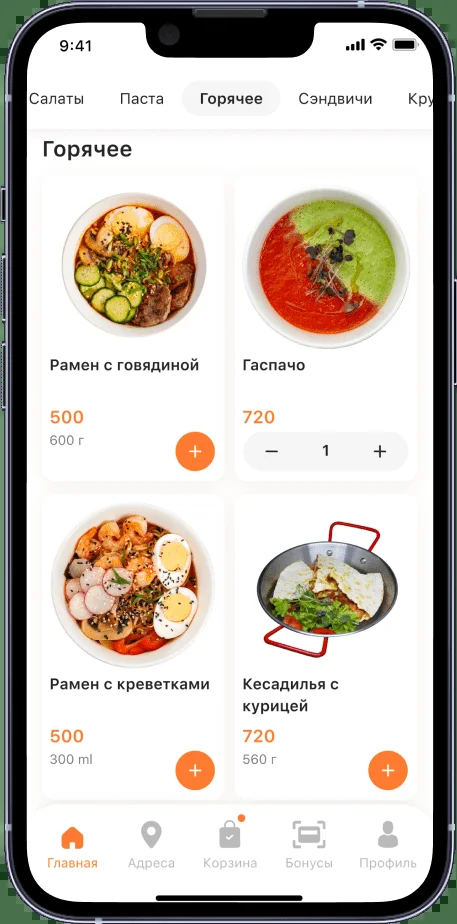 9:41
Салаты Паста Горячее Сэндвичи Кру
Горячее
Рамен с говядиной
500
600 г
+
Гаспачо
720
− 1 +
Рамен с креветками
500
300 ml
+
Кесадилья с
курицей
720
560 г
+
Главная Адреса Корзина Бонусы Профиль